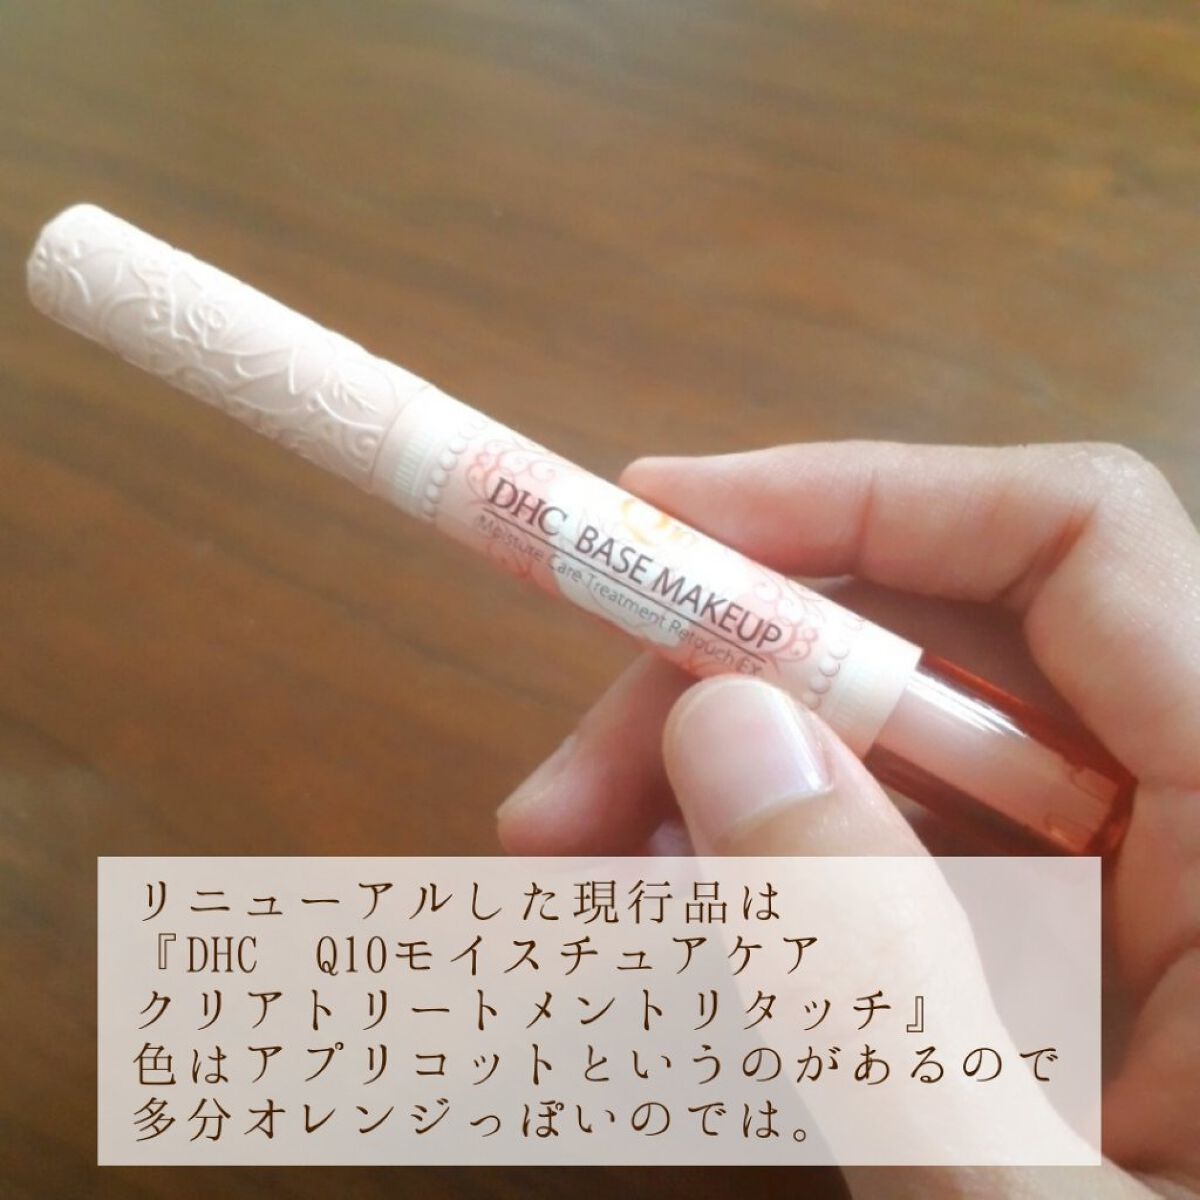 Q10
DHC BASE MAKEUP
Moisture Care Treatment Retouch EX
リニューアルした現行品は
『DHC　Q10モイスチュアケア
クリアトリートメントリタッチ』
色はアプリコットというのがあるので
多分オレンジっぽいのでは。